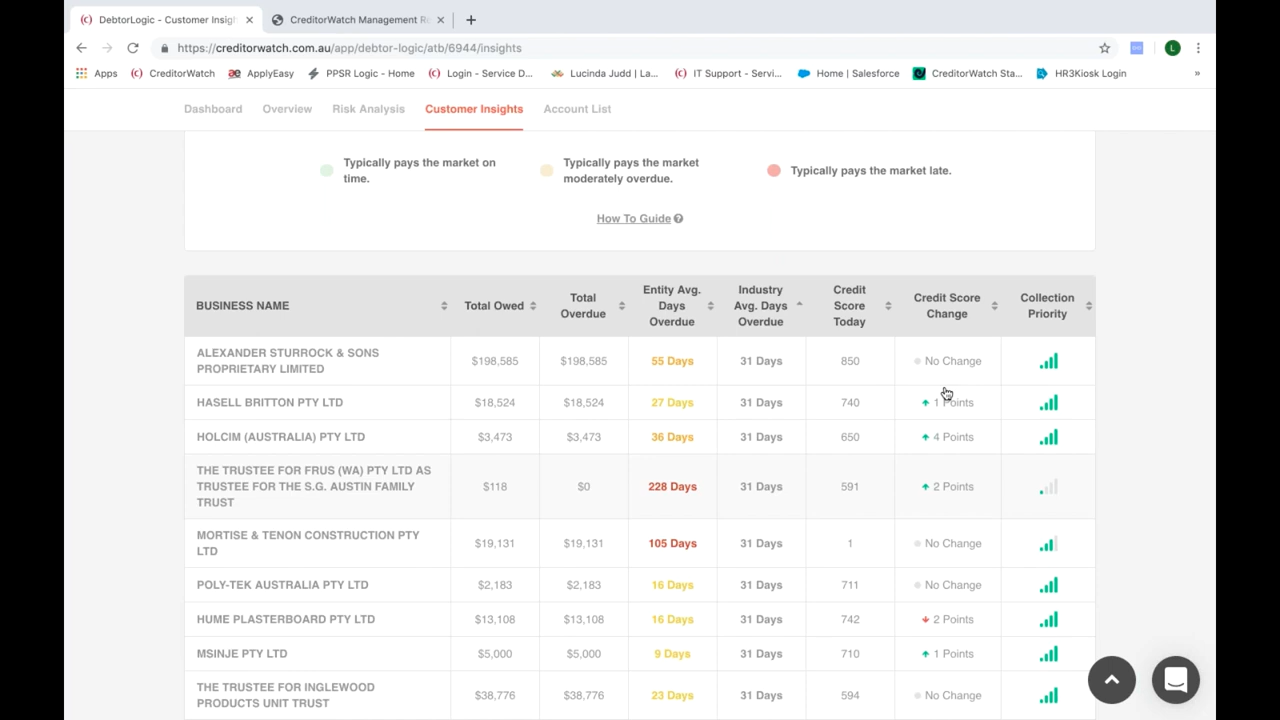 DebtorLogic - Customer Insigh
CreditorWatch Management Re
https://creditorwatch.com.au/app/debtor-logic/atb/6944/insights
L
Apps CreditorWatch ApplyEasy PPSR Logic - Home Login - Service D... Lucinda Judd | La... IT Support - Servi... Home | Salesforce CreditorWatch Sta... HR3Kiosk Login »
Dashboard Overview Risk Analysis Customer Insights Account List
Typically pays the market on
time.
Typically pays the market
moderately overdue.
Typically pays the market late.
How To Guide
BUSINESS NAME
Total Owed
Total
Overdue
Entity Avg.
Days
Overdue
Industry
Avg. Days
Overdue
Credit
Score
Today
Credit Score
Change
Collection
Priority
ALEXANDER STURROCK & SONS
PROPRIETARY LIMITED
$198,585 $198,585 55 Days 31 Days 850 No Change
HASELL BRITTON PTY LTD $18,524 $18,524 27 Days 31 Days 740 1 Points
HOLCIM (AUSTRALIA) PTY LTD $3,473 $3,473 36 Days 31 Days 650 4 Points
THE TRUSTEE FOR FRUS (WA) PTY LTD AS
TRUSTEE FOR THE S.G. AUSTIN FAMILY
TRUST
$118 $0 228 Days 31 Days 591 2 Points
MORTISE & TENON CONSTRUCTION PTY
LTD
$19,131 $19,131 105 Days 31 Days 1 No Change
POLY-TEK AUSTRALIA PTY LTD $2,183 $2,183 16 Days 31 Days 711 No Change
HUME PLASTERBOARD PTY LTD $13,108 $13,108 16 Days 31 Days 742 2 Points
MSINJE PTY LTD $5,000 $5,000 9 Days 31 Days 710 1 Points
THE TRUSTEE FOR INGLEWOOD
PRODUCTS UNIT TRUST
$38,776 $38,776 23 Days 31 Days 594 No Change